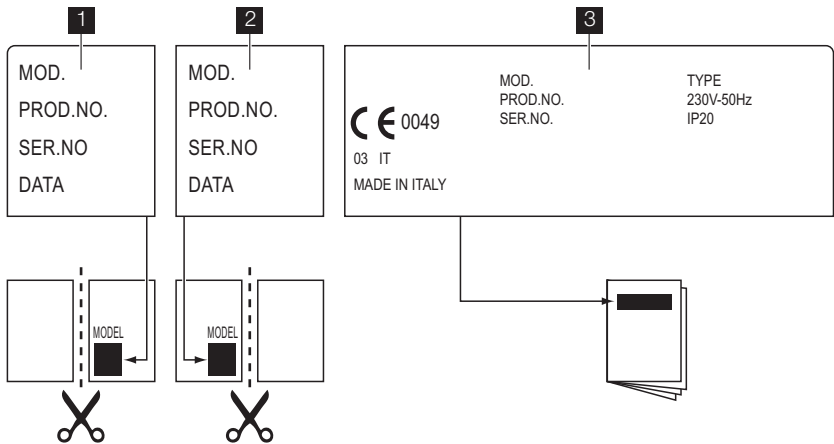 1
2
3
MOD.
PROD.NO.
SER.NO
DATA
MOD.
PROD.NO.
SER.NO
DATA
MOD.
PROD.NO.
SER.NO.
TYPE
230V-50Hz
IP20
CE 0049
03 IT
MADE IN ITALY
MODEL
MODEL